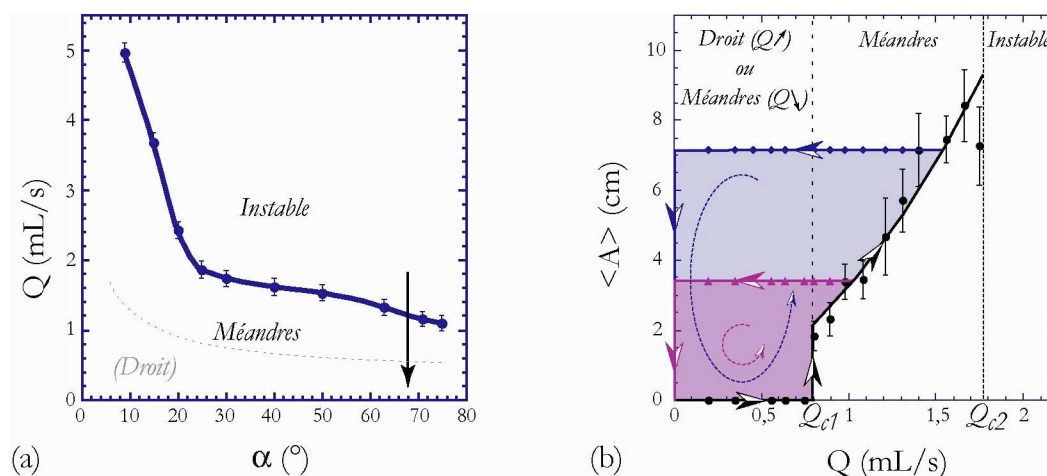 5
4
3
2
1
0
Q (mL/s)
Instable
Méandres
(Droit)
0 10 20 30 40 50 60 70 80
(a)
α (°)
10
8
6
4
2
0
<A> (cm)
Droit (Q↗)
ou
Méandres (Q↘)
Méandres
Instable
0 0,5 1 1,5 2
Qc1
Qc2
(b)
Q (mL/s)